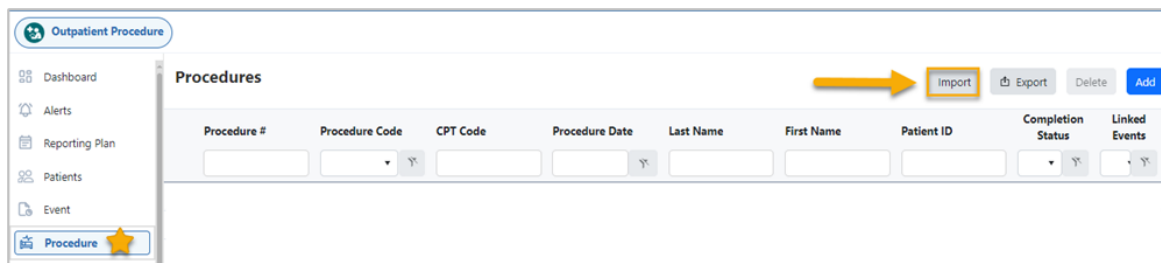 Outpatient Procedure
Dashboard
Alerts
Reporting Plan
Patients
Event
Procedure
Procedures
Import
Export
Delete
Add
Procedure #
Procedure Code
CPT Code
Procedure Date
Last Name
First Name
Patient ID
Completion
Status
Linked
Events